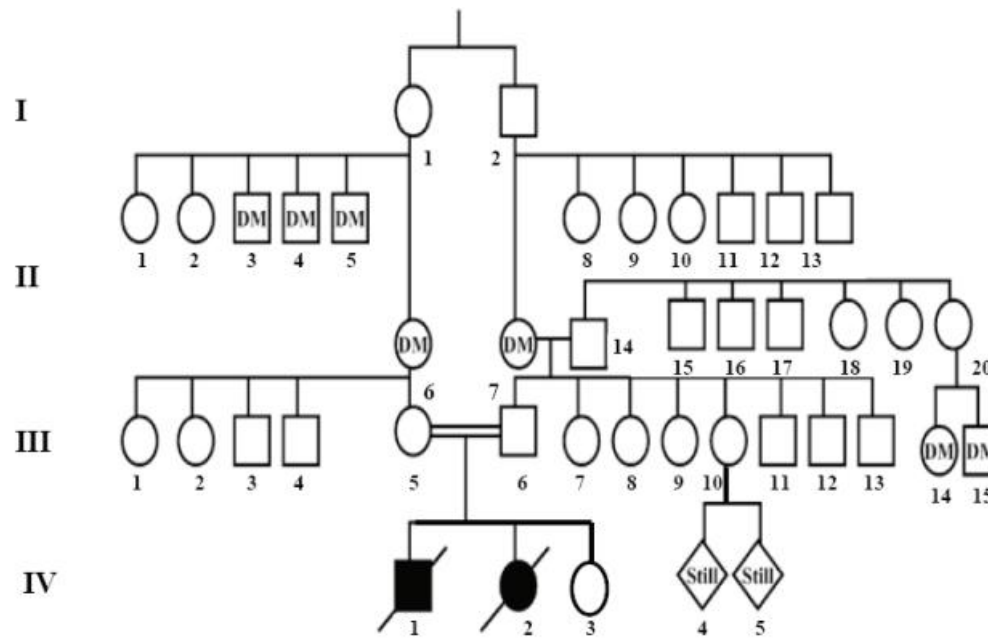 I
1 2
DM DM DM
1 2 3 4 5 8 9 10 11 12 13
II
DM DM 14 15 16 17 18 19 20
6 7
III
DM DM
1 2 3 4 5 6 7 8 9 10 11 12 13 14 15
IV
Still Still
1 2 3 4 5